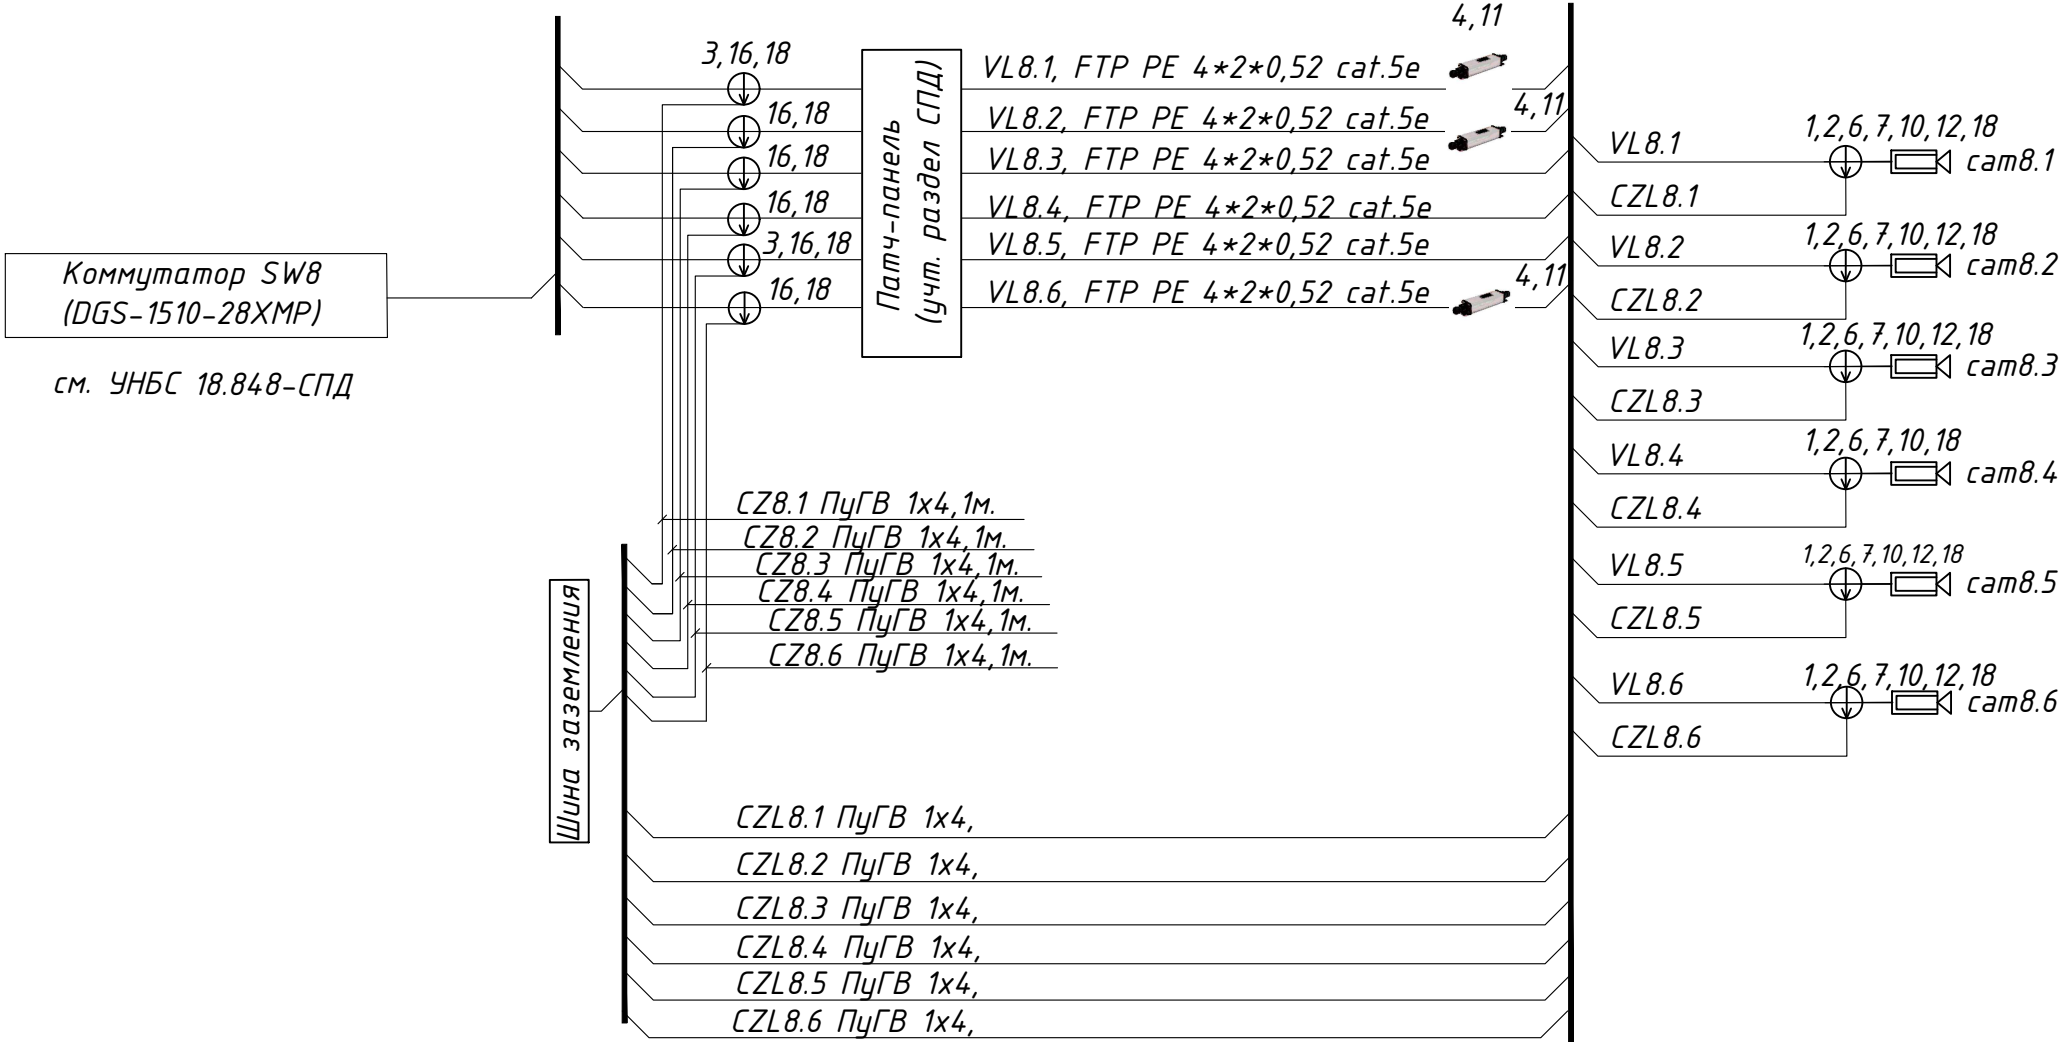 Коммутатор SW8
(DGS-1510-28XMP)
см. УНБС 18.848-СПД
3,16,18
16,18
16,18
16,18
3,16,18
16,18
Патч-панель
(учт. раздел СПД)
VL8.1, FTP PE 4*2*0,52 cat.5e
4,11
VL8.2, FTP PE 4*2*0,52 cat.5e
4,11
VL8.3, FTP PE 4*2*0,52 cat.5e
VL8.4, FTP PE 4*2*0,52 cat.5e
VL8.5, FTP PE 4*2*0,52 cat.5e
VL8.6, FTP PE 4*2*0,52 cat.5e
4,11
VL8.1
1,2,6,7,10,12,18
cam8.1
CZL8.1
VL8.2
1,2,6,7,10,12,18
cam8.2
CZL8.2
VL8.3
1,2,6,7,10,12,18
cam8.3
CZL8.3
VL8.4
1,2,6,7,10,18
cam8.4
CZL8.4
VL8.5
1,2,6,7,10,12,18
cam8.5
CZL8.5
VL8.6
1,2,6,7,10,12,18
cam8.6
CZL8.6
Шина заземления
CZ8.1 ПуГВ 1х4,1м.
CZ8.2 ПуГВ 1х4,1м.
CZ8.3 ПуГВ 1х4,1м.
CZ8.4 ПуГВ 1х4,1м.
CZ8.5 ПуГВ 1х4,1м.
CZ8.6 ПуГВ 1х4,1м.
CZL8.1 ПуГВ 1х4,
CZL8.2 ПуГВ 1х4,
CZL8.3 ПуГВ 1х4,
CZL8.4 ПуГВ 1х4,
CZL8.5 ПуГВ 1х4,
CZL8.6 ПуГВ 1х4,